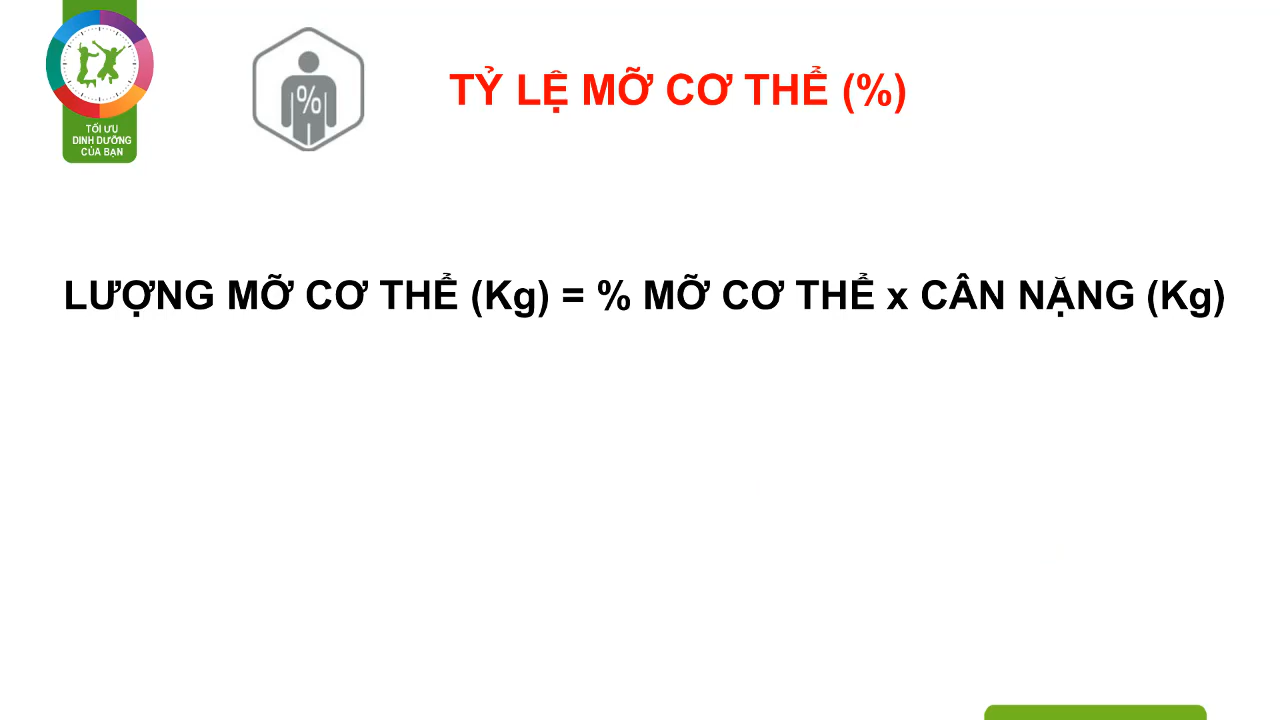 TỐI ƯU
DINH DƯỠNG
CỦA BẠN
%
TỶ LỆ MỠ CƠ THỂ (%)
LƯỢNG MỠ CƠ THỂ (Kg) = % MỠ CƠ THỂ x CÂN NẶNG (Kg)